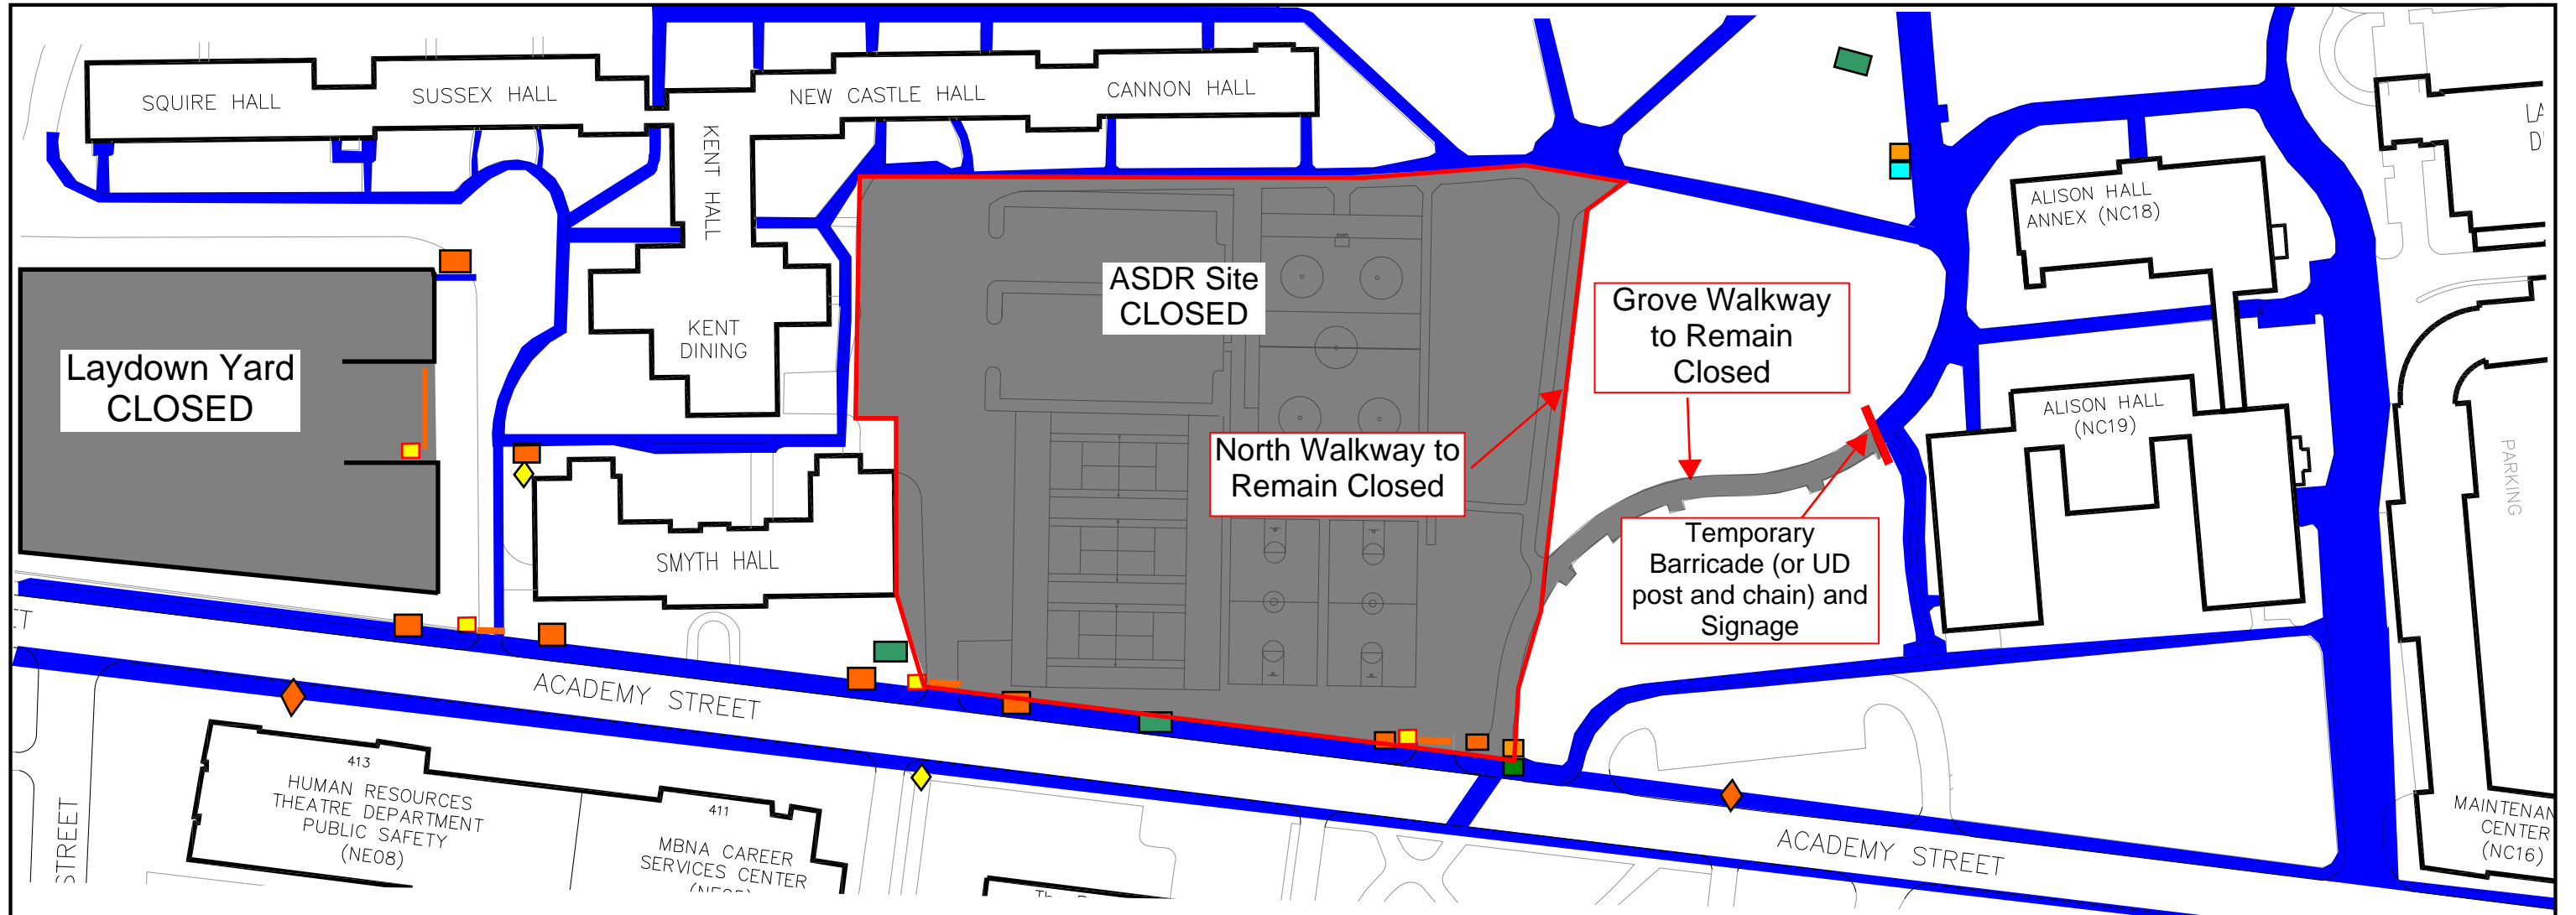 SQUIRE HALL
SUSSEX HALL
NEW CASTLE HALL
CANNON HALL
KENT HALL
KENT
DINING
SMYTH HALL
Laydown Yard
CLOSED
ASDR Site
CLOSED
North Walkway to
Remain Closed
Grove Walkway
to Remain
Closed
Temporary
Barricade (or UD
post and chain) and
Signage
ALISON HALL
ANNEX (NC18)
ALISON HALL
(NC19)
PARKING
ACADEMY STREET
ACADEMY STREET
STREET
413
HUMAN RESOURCES
THEATRE DEPARTMENT
PUBLIC SAFETY
(NE08)
411
MBNA CAREER
SERVICES CENTER
MAINTENAN
CENTER
(NC16)